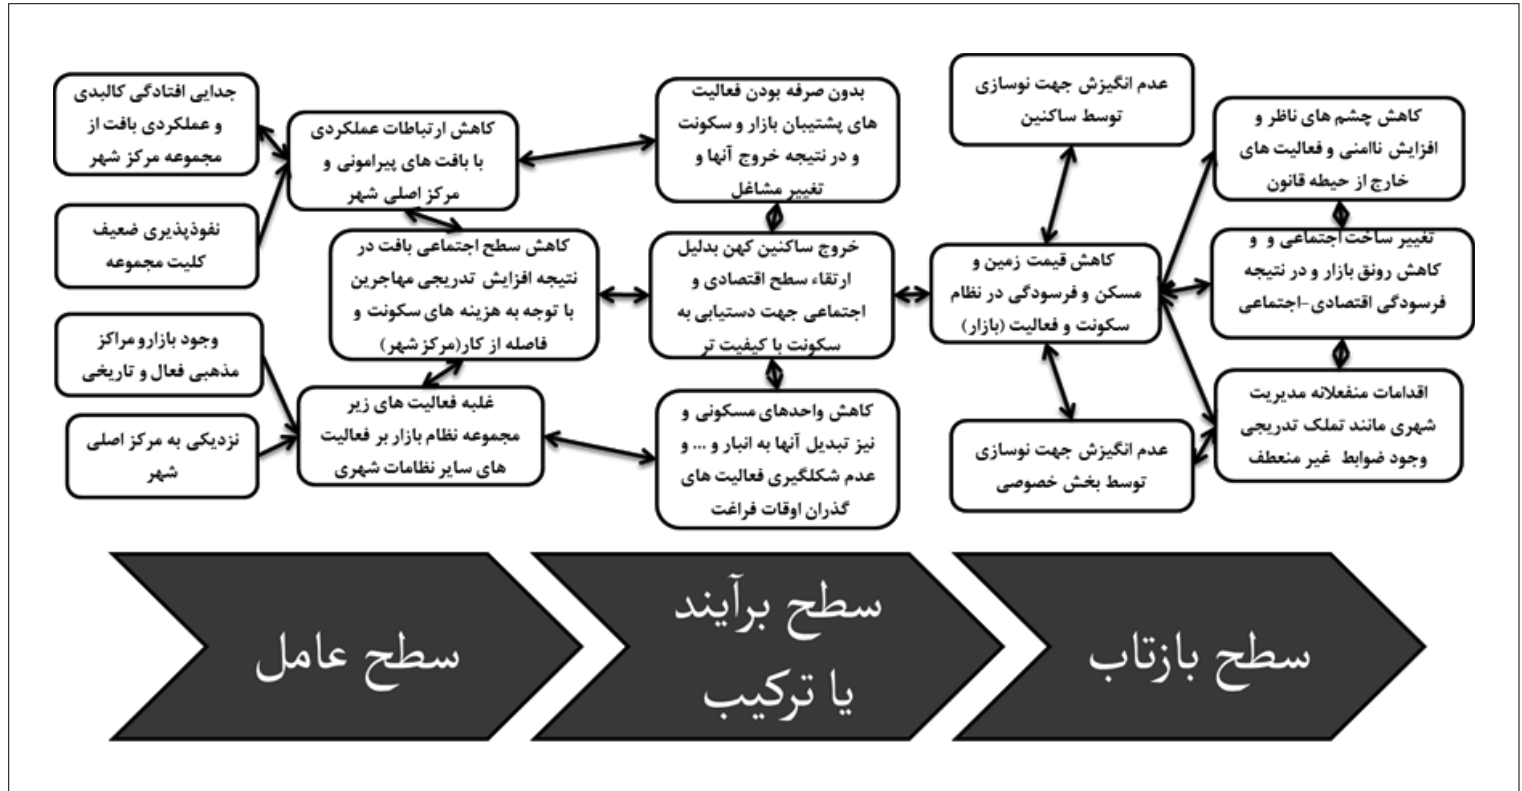 جدایی افتادگی کالبدی
و عملکردی بافت از
مجموعه مرکز شهر
نفوذپذیری ضعیف
کلیت مجموعه
وجود بازارو مراکز
مذهبی فعال و تاریخی
نزدیکی به مرکز اصلی
شهر
کاهش ارتباطات عملکردی
با بافت های پیرامونی و
مرکز اصلی شهر
کاهش سطح اجتماعی بافت در
نتیجه افزایش تدریجی مهاجرین
با توجه به هزینه های سکونت و
فاصله از کار(مرکز شهر)
غلبه فعالیت های زیر
مجموعه نظام بازار بر فعالیت
های سایر نظامات شهری
بدون صرفه بودن فعالیت
های پشتیبان بازار و سکونت
و در نتیجه خروج آنها و
تغییر مشاغل
خروج ساکنین کهن بدلیل
ارتقاء سطح اقتصادی و
اجتماعی جهت دستیابی به
سکونت با کیفیت تر
کاهش واحدهای مسکونی و
نیز تبدیل آنها به انبار و ... و
عدم شکلگیری فعالیت های
گذران اوقات فراغت
عدم انگیزش جهت نوسازی
توسط ساکنین
کاهش قیمت زمین و
مسکن و فرسودگی در نظام
سکونت و فعالیت (بازار)
عدم انگیزش جهت نوسازی
توسط بخش خصوصی
کاهش چشم های ناظر و
افزایش ناامنی و فعالیت های
خارج از حیطه قانون
تغییر ساخت اجتماعی و و
کاهش رونق بازار و در نتیجه
فرسودگی اقتصادی-اجتماعی
اقدامات منفعلانه مدیریت
شهری مانند تملک تدریجی
وجود ضوابط غیر منعطف
سطح عامل
سطح برآیند
یا ترکیب
سطح بازتاب